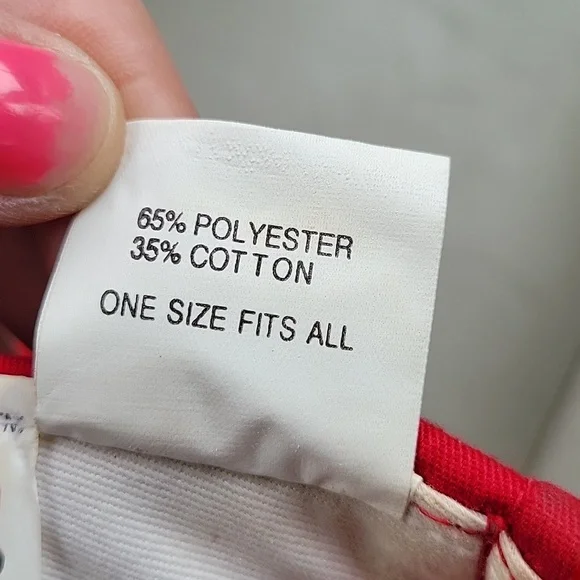 65% POLYESTER
35% COTTON
ONE SIZE FITS ALL